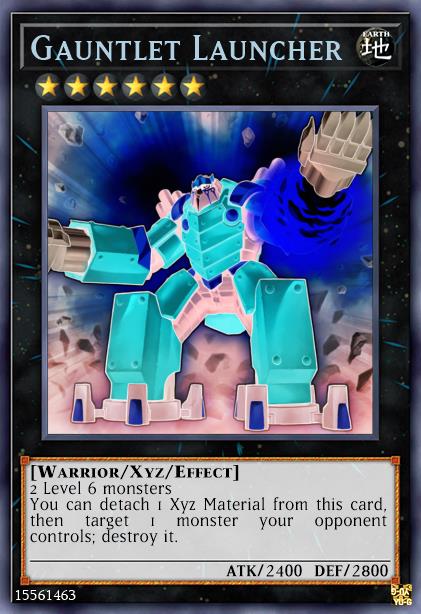 Gauntlet Launcher
EARTH
地
[Warrior/Xyz/Effect]
2 Level 6 monsters
You can detach 1 Xyz Material from this card,
then target 1 monster your opponent
controls; destroy it.
ATK/2400 DEF/2800
15561463